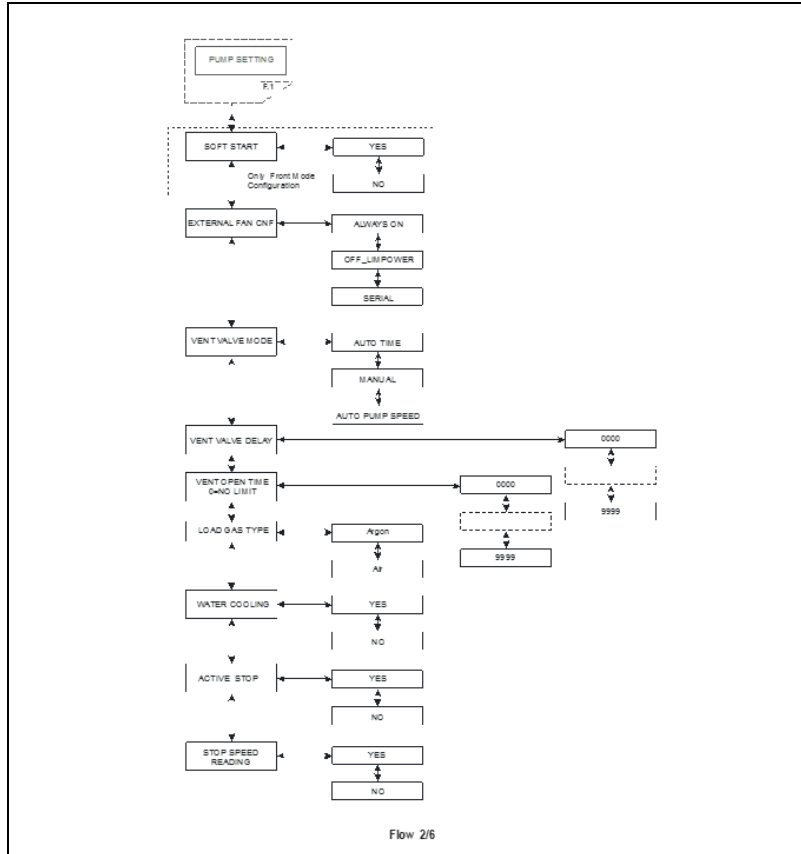 PUMP SETTING
F.1
SOFT START
YES
Only Front Mode
Configuration
NO
EXTERNAL FAN CNF
ALWAYS ON
OFF_LIMPOWER
SERIAL
VENT VALVE MODE
AUTO TIME
MANUAL
AUTO PUMP SPEED
VENT VALVE DELAY
0000
9999
VENT OPEN TIME
0=NO LIMIT
0000
9999
LOAD GAS TYPE
Argon
Air
WATER COOLING
YES
NO
ACTIVE STOP
YES
NO
STOP SPEED
READING
YES
NO
Flow 2/6